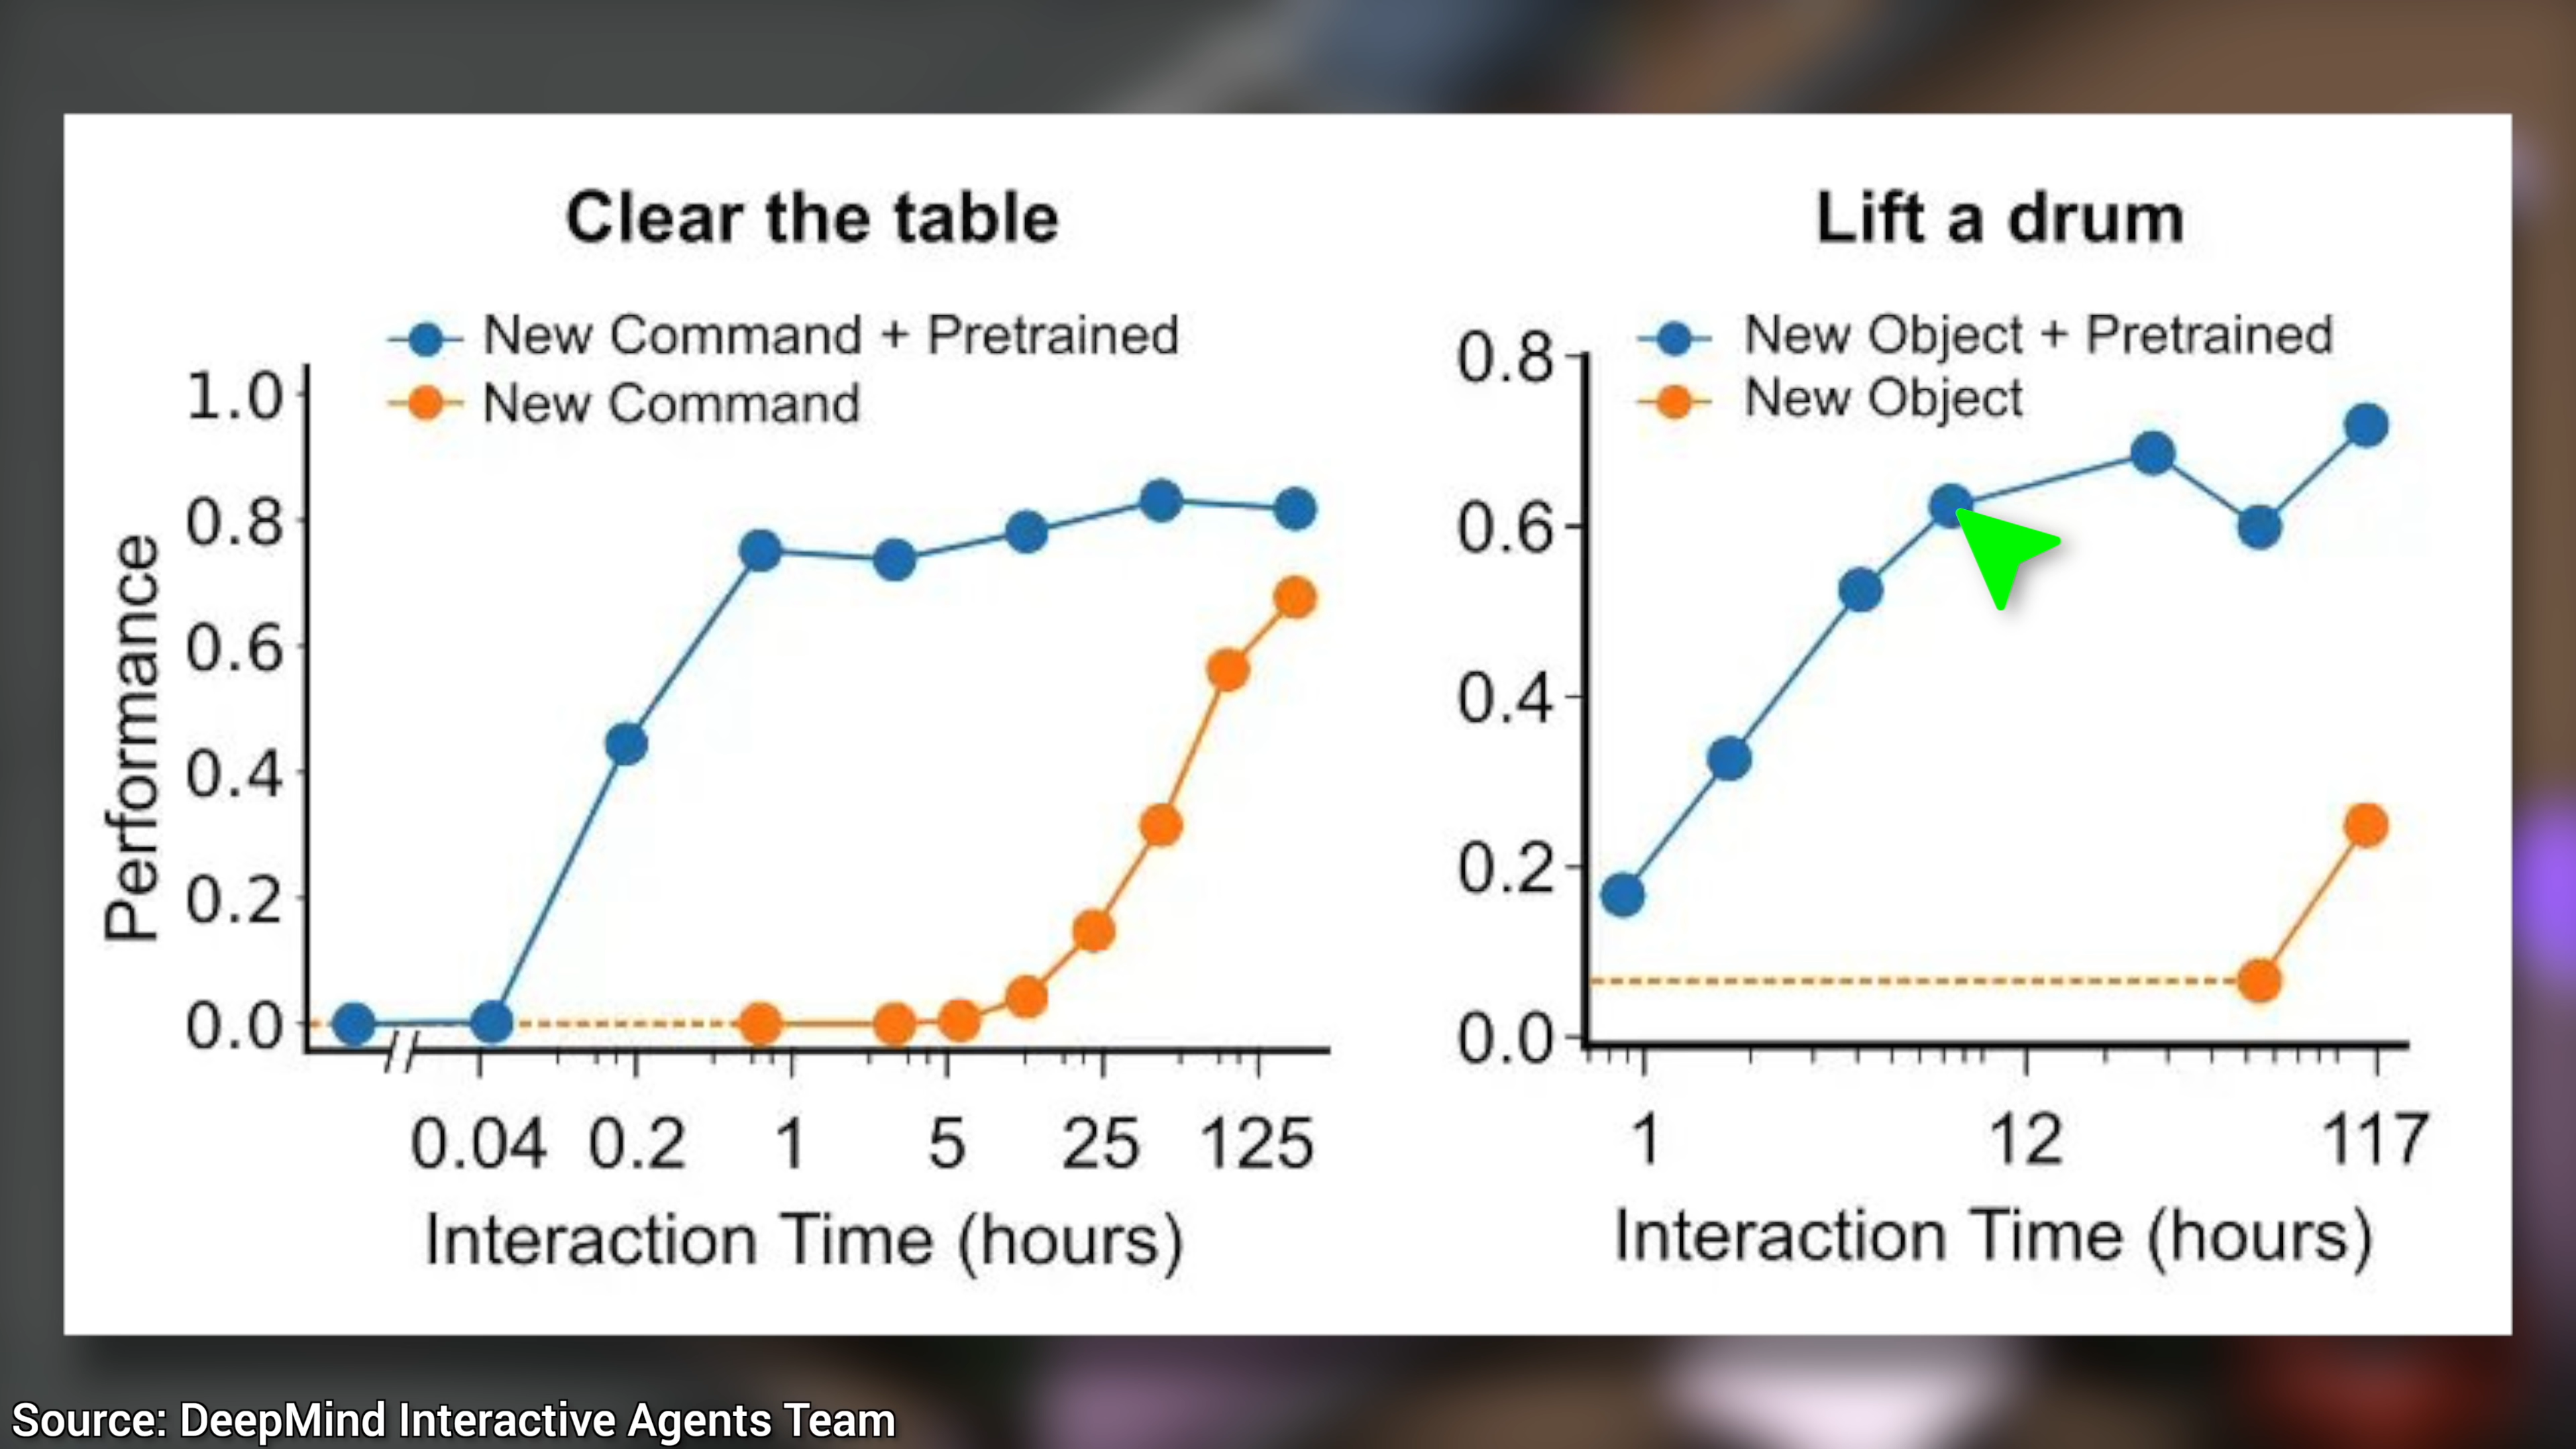 Clear the table
New Command + Pretrained
New Command
1.0
0.8
0.6
0.4
0.2
0.0
Performance
0.04 0.2 1 5 25 125
Interaction Time (hours)
Lift a drum
New Object + Pretrained
New Object
0.8
0.6
0.4
0.2
0.0
1 12 117
Interaction Time (hours)
Source: DeepMind Interactive Agents Team